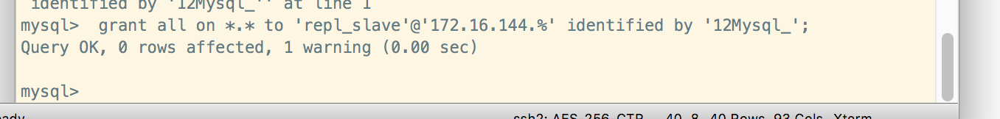 identified by '12Mysql_'' at line 1
mysql>  grant all on *.* to 'repl_slave'@'172.16.144.%' identified by '12Mysql_';
Query OK, 0 rows affected, 1 warning (0.00 sec)
mysql>
eady
ssh2: AES-256-CTR    40, 8   40 Rows, 93 Cols   Xterm